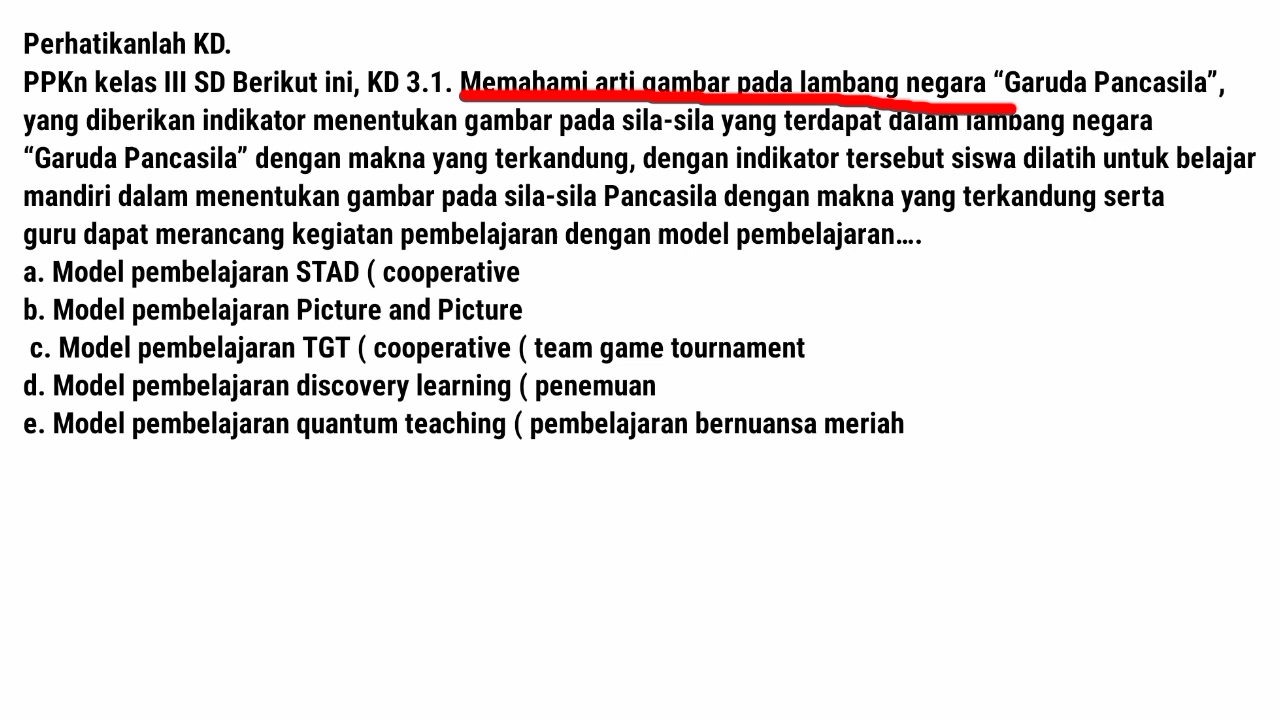 Perhatikanlah KD.
PPKn kelas III SD Berikut ini, KD 3.1. Memahami arti gambar pada lambang negara “Garuda Pancasila”,
yang diberikan indikator menentukan gambar pada sila-sila yang terdapat dalam lambang negara
“Garuda Pancasila” dengan makna yang terkandung, dengan indikator tersebut siswa dilatih untuk belajar
mandiri dalam menentukan gambar pada sila-sila Pancasila dengan makna yang terkandung serta
guru dapat merancang kegiatan pembelajaran dengan model pembelajaran….
a. Model pembelajaran STAD ( cooperative
b. Model pembelajaran Picture and Picture
c. Model pembelajaran TGT ( cooperative ( team game tournament
d. Model pembelajaran discovery learning ( penemuan
e. Model pembelajaran quantum teaching ( pembelajaran bernuansa meriah